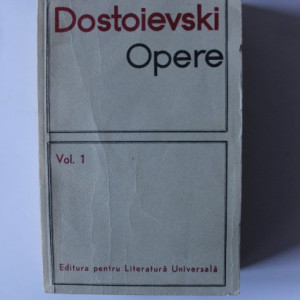 Dostoievski
Opere
Vol. 1
Editura pentru Literatură Universală